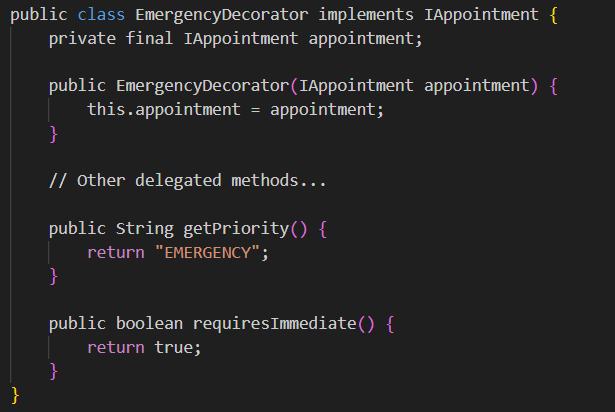 public class EmergencyDecorator implements IAppointment {
    private final IAppointment appointment;

    public EmergencyDecorator(IAppointment appointment) {
        this.appointment = appointment;
    }

    // Other delegated methods...

    public String getPriority() {
        return "EMERGENCY";
    }

    public boolean requiresImmediate() {
        return true;
    }
}